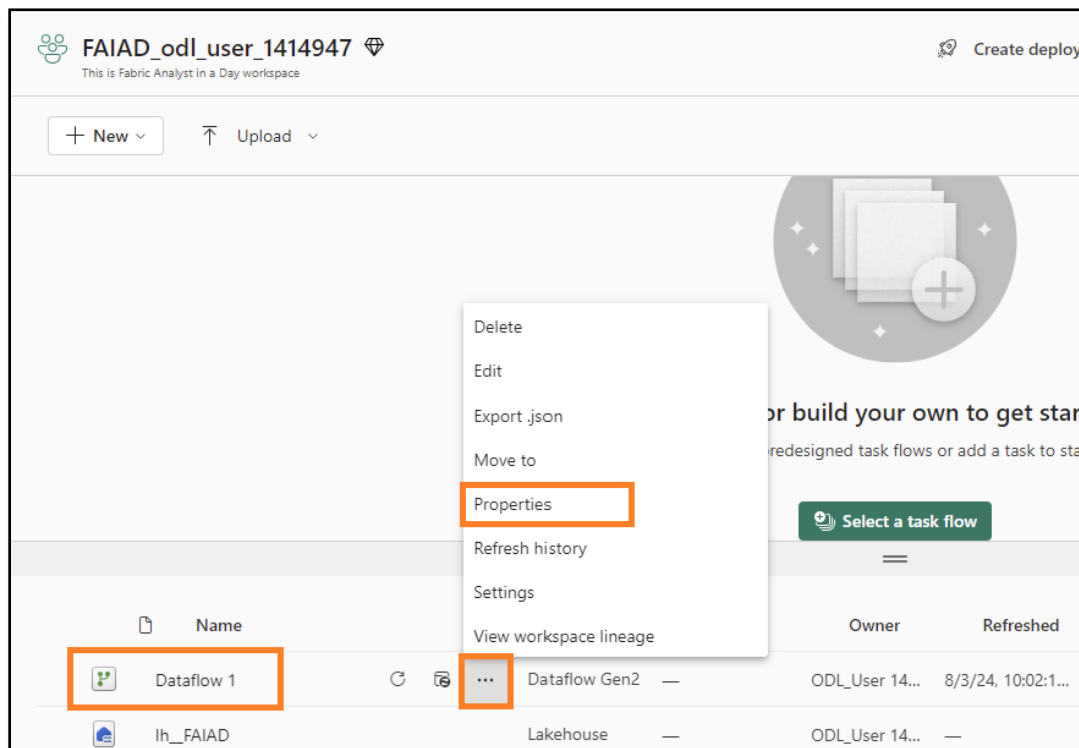 FAIAD_odl_user_1414947
Create deploy
This is Fabric Analyst in a Day workspace
New
Upload
Delete
Edit
Export .json
or build your own to get star
Move to
redesigned task flows or add a task to sta
Properties
Select a task flow
Refresh history
Settings
View workspace lineage
Name Owner Refreshed
Dataflow 1 ... Dataflow Gen2 — ODL_User 14... 8/3/24, 10:02:1...
lh__FAIAD Lakehouse — ODL_User 14... —